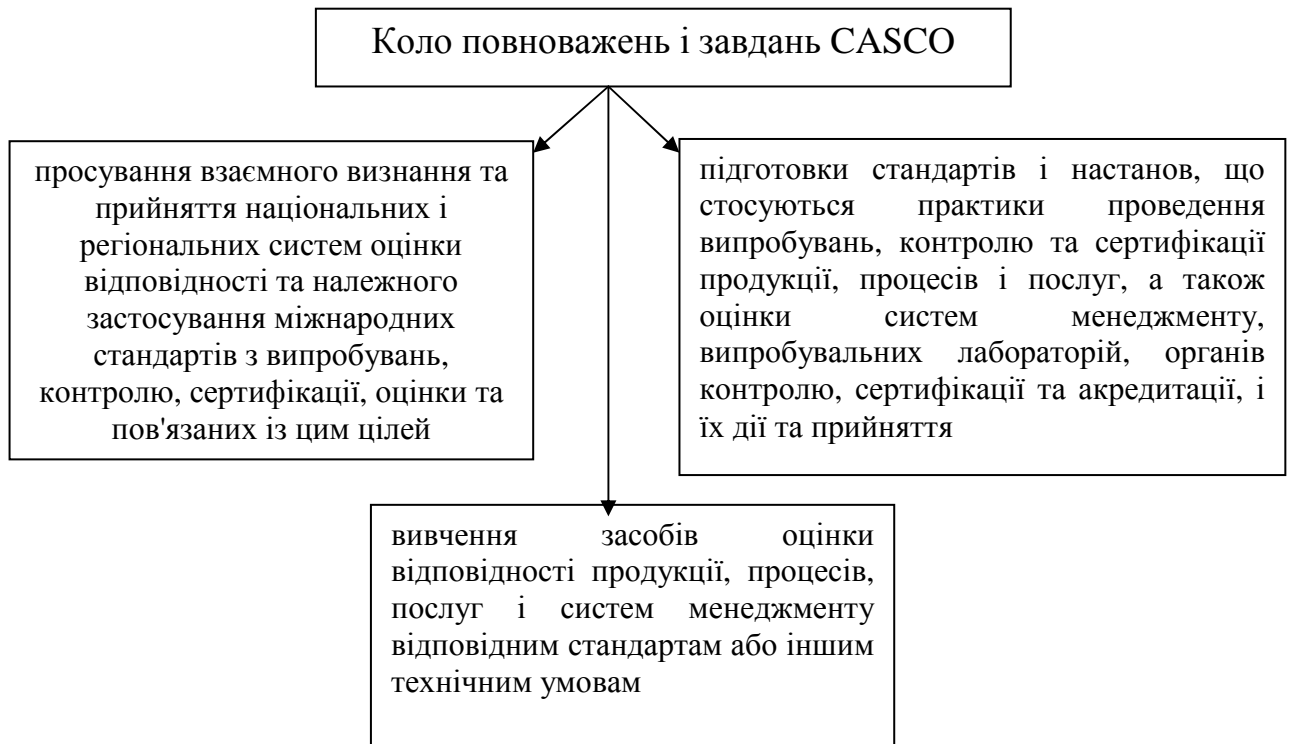 Коло повноважень і завдань CASCO
просування взаємного визнання та
прийняття національних і
регіональних систем оцінки
відповідності та належного
застосування міжнародних
стандартів з випробувань,
контролю, сертифікації, оцінки та
пов'язаних із цим цілей
підготовки стандартів і настанов, що
стосуються практики проведення
випробувань, контролю та сертифікації
продукції, процесів і послуг, а також
оцінки систем менеджменту,
випробувальних лабораторій, органів
контролю, сертифікації та акредитації, і
їх дії та прийняття
вивчення засобів оцінки
відповідності продукції, процесів,
послуг і систем менеджменту
відповідним стандартам або іншим
технічним умовам